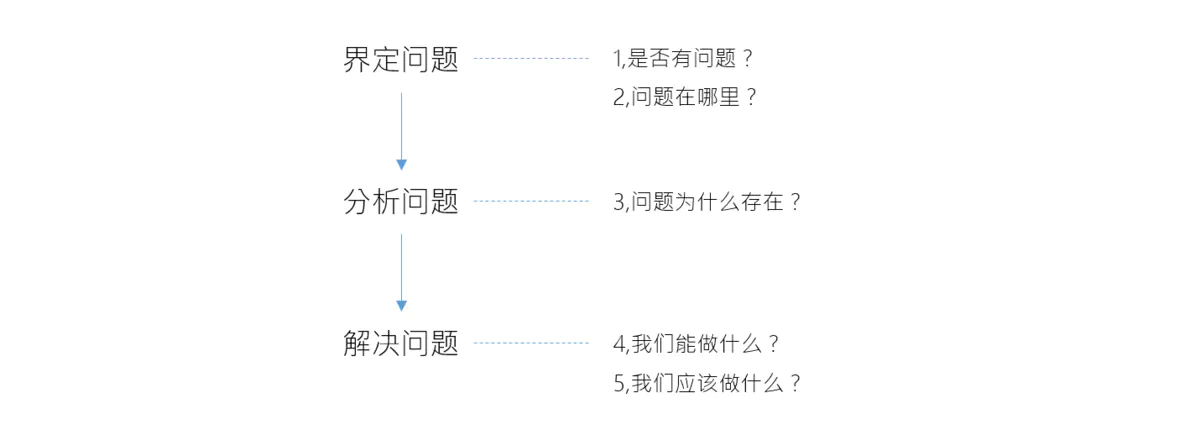 界定问题
1,是否有问题？
2,问题在哪里？
分析问题
3,问题为什么存在？
解决问题
4,我们能做什么？
5,我们应该做什么？